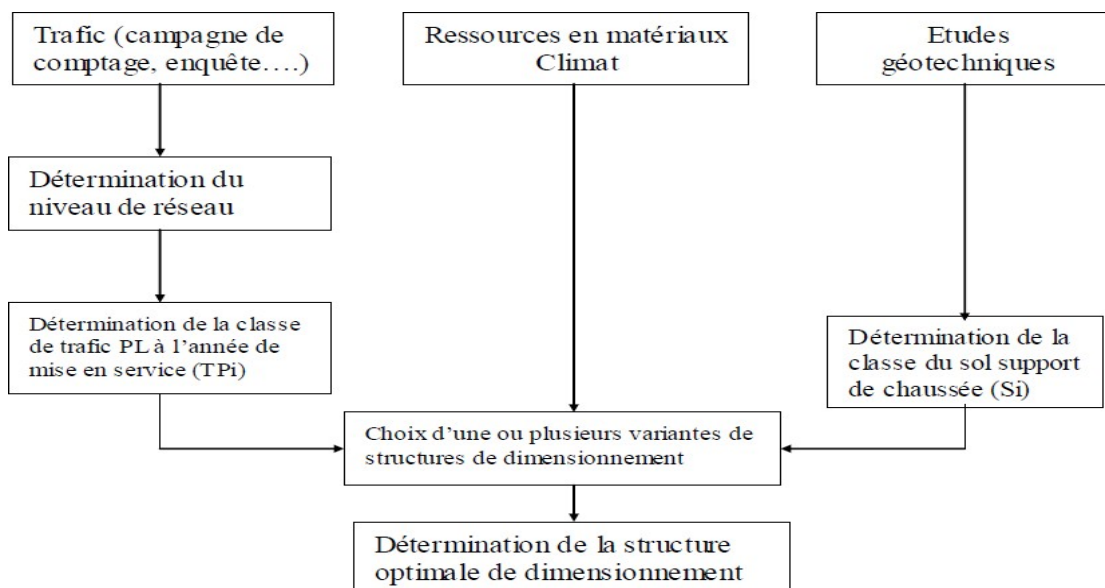 Trafic (campagne de
comptage, enquête….)
Ressources en matériaux
Climat
Etudes
géotechniques
Détermination du
niveau de réseau
Détermination de la classe
de trafic PL à l’année de
mise en service (TPi)
Détermination de la
classe du sol support
de chaussée (Si)
Choix d’une ou plusieurs variantes de
structures de dimensionnement
Détermination de la structure
optimale de dimensionnement